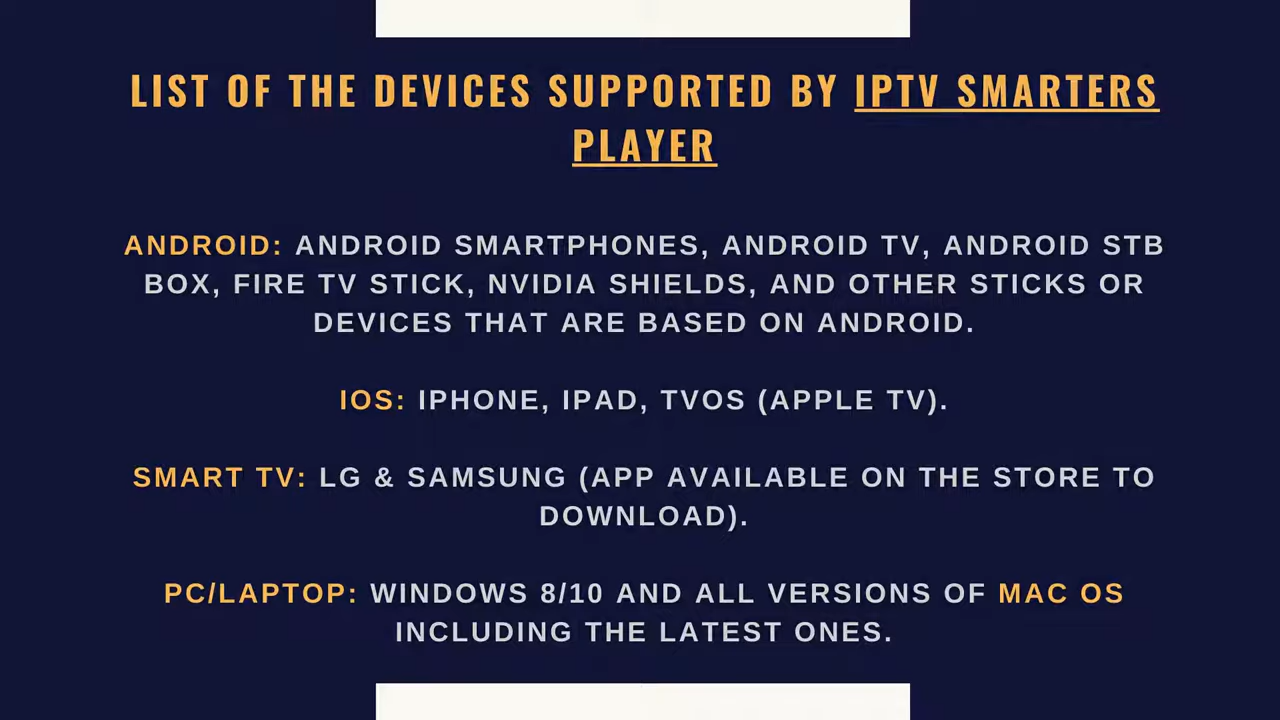 LIST OF THE DEVICES SUPPORTED BY IPTV SMARTERS
PLAYER
ANDROID: ANDROID SMARTPHONES, ANDROID TV, ANDROID STB
BOX, FIRE TV STICK, NVIDIA SHIELDS, AND OTHER STICKS OR
DEVICES THAT ARE BASED ON ANDROID.
IOS: IPHONE, IPAD, TVOS (APPLE TV).
SMART TV: LG & SAMSUNG (APP AVAILABLE ON THE STORE TO
DOWNLOAD).
PC/LAPTOP: WINDOWS 8/10 AND ALL VERSIONS OF MAC OS
INCLUDING THE LATEST ONES.